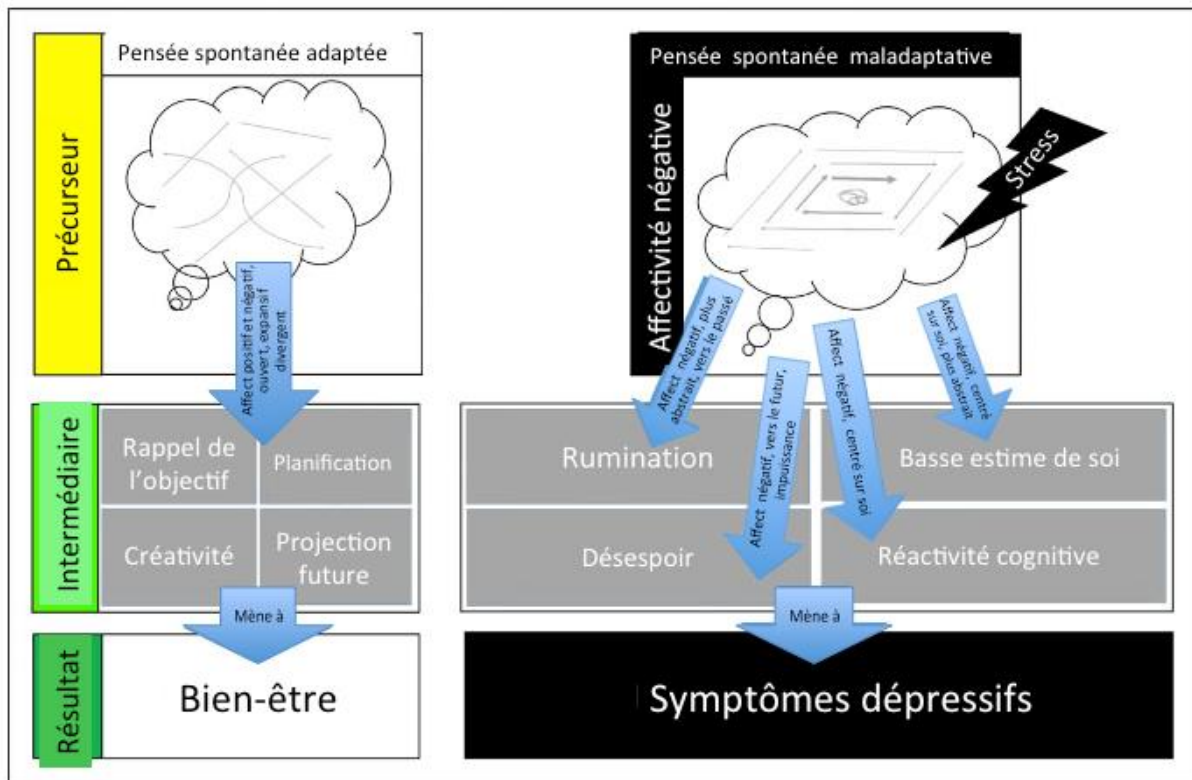 Pensée spontanée adaptée
Précurseur
Affect positif et négatif,
ouvert, expansif
divergent
Intermédiaire
Rappel de
l'objectif
Planification
Créativité
Projection
future
Mène à
Résultat
Bien-être
Pensée spontanée maladaptative
Affectivité négative
Stress
Affect négatif, plus
abstrait, vers le passé
Affect négatif, vers le futur,
impuissance
Affect négatif, centré sur soi
Affect négatif, centré
sur soi, plus abstrait
Rumination
Basse estime de soi
Désespoir
Réactivité cognitive
Mène à
Symptômes dépressifs